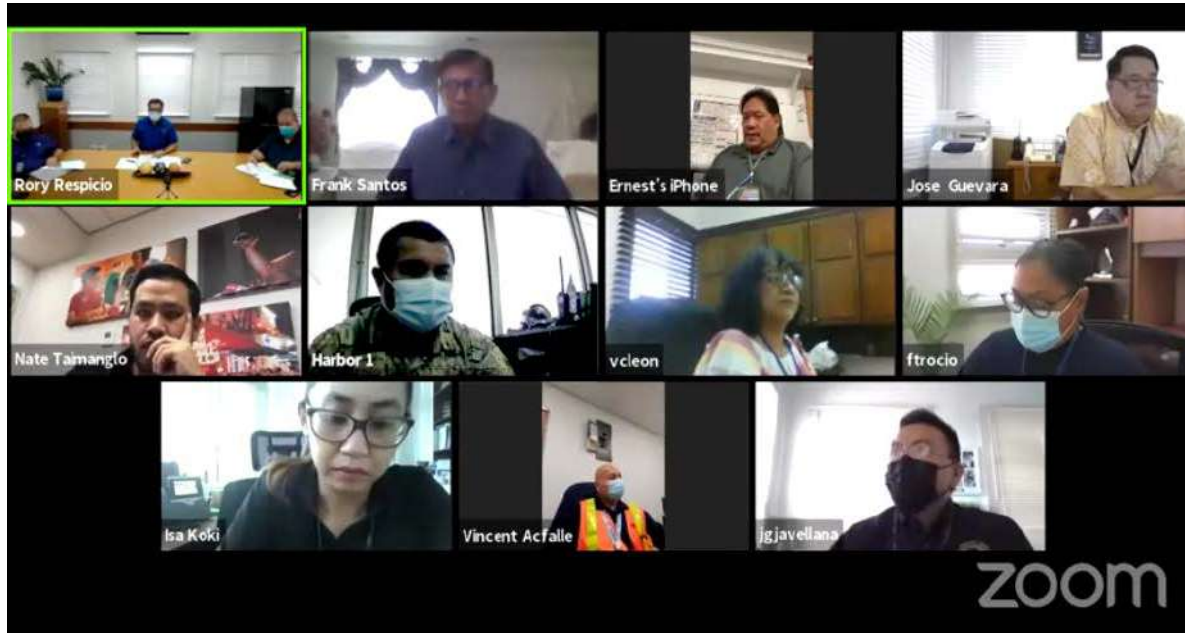 Rory Respicio
Frank Santos
Ernest's iPhone
Jose Guevara
Nate Taimanglo
Harbor 1
vcleon
ftrocio
Isa Koki
Vincent Acfalle
jgjavellana
zoom